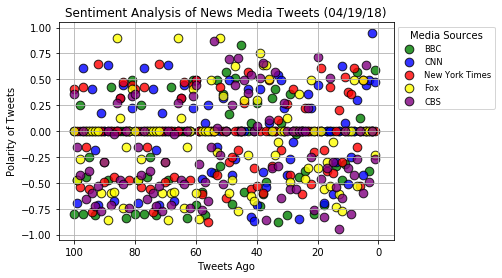 Sentiment Analysis of News Media Tweets (04/19/18)
Media Sources
BBC
CNN
New York Times
Fox
CBS
Polarity of Tweets
1.00
0.75
0.50
0.25
0.00
−0.25
−0.50
−0.75
−1.00
100 80 60 40 20 0
Tweets Ago